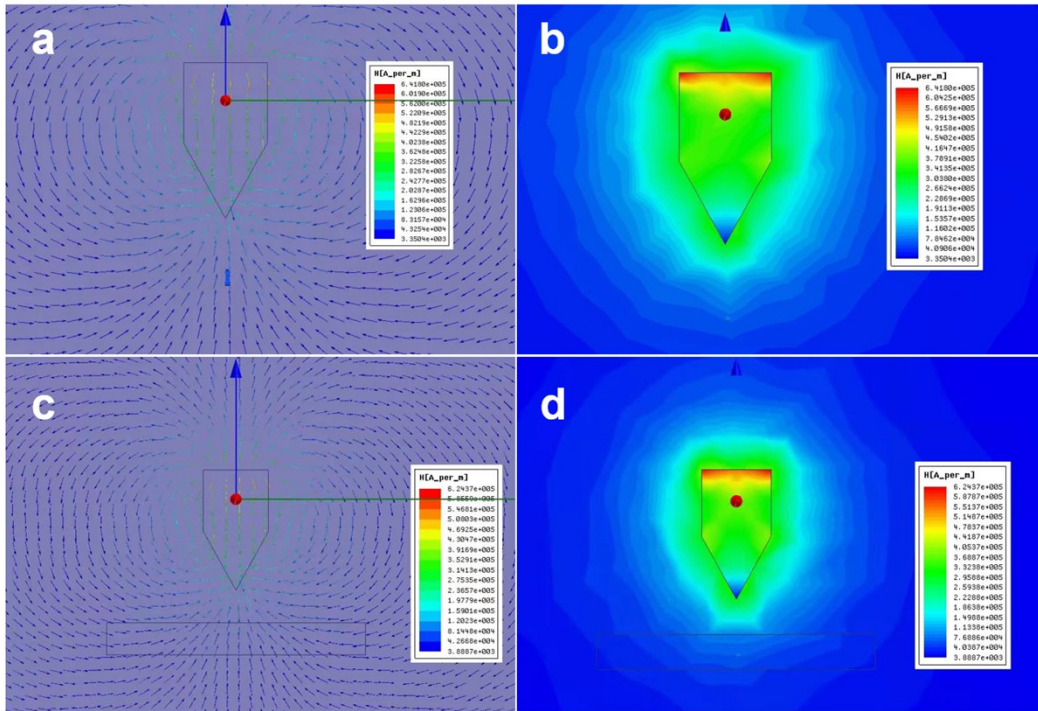 a
H[A_per_m]
6.4180e+005
6.0190e+005
5.6200e+005
5.2209e+005
4.8219e+005
4.4229e+005
4.0238e+005
3.6248e+005
3.2258e+005
2.8267e+005
2.4277e+005
2.0287e+005
1.6296e+005
1.2306e+005
8.3157e+004
4.3254e+004
3.3504e+003
b
H[A_per_m]
6.4180e+005
6.0425e+005
5.6669e+005
5.2913e+005
4.9158e+005
4.5402e+005
4.1647e+005
3.7891e+005
3.4135e+005
3.0380e+005
2.6624e+005
2.2869e+005
1.9113e+005
1.5357e+005
1.1602e+005
7.8462e+004
4.0906e+004
3.3504e+003
c
H[A_per_m]
6.2437e+005
5.8559e+005
5.4681e+005
5.0803e+005
4.6925e+005
4.3047e+005
3.9169e+005
3.5291e+005
3.1413e+005
2.7535e+005
2.3657e+005
1.9779e+005
1.5901e+005
1.2023e+005
8.1448e+004
4.2668e+004
3.8887e+003
d
H[A_per_m]
6.2437e+005
5.8787e+005
5.5137e+005
5.1487e+005
4.7837e+005
4.4187e+005
4.0537e+005
3.6887e+005
3.3238e+005
2.9588e+005
2.5938e+005
2.2288e+005
1.8638e+005
1.4988e+005
1.1338e+005
7.6886e+004
4.0387e+004
3.8887e+003